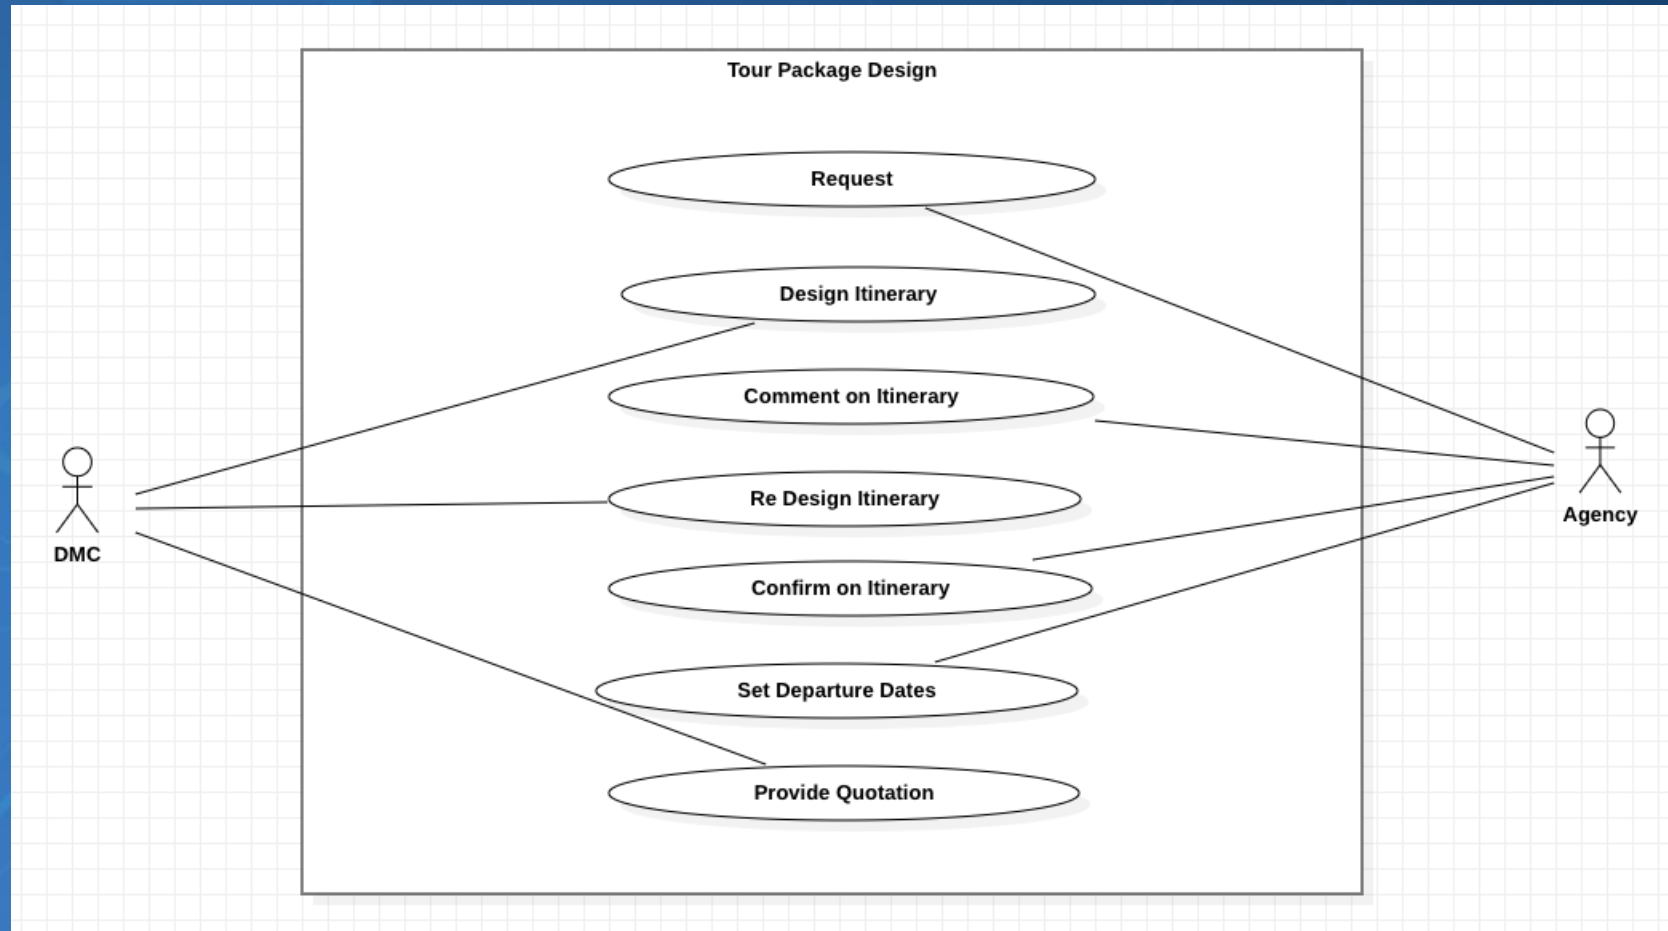 Tour Package Design
Request
Design Itinerary
Comment on Itinerary
Re Design Itinerary
Confirm on Itinerary
Set Departure Dates
Provide Quotation
DMC
Agency